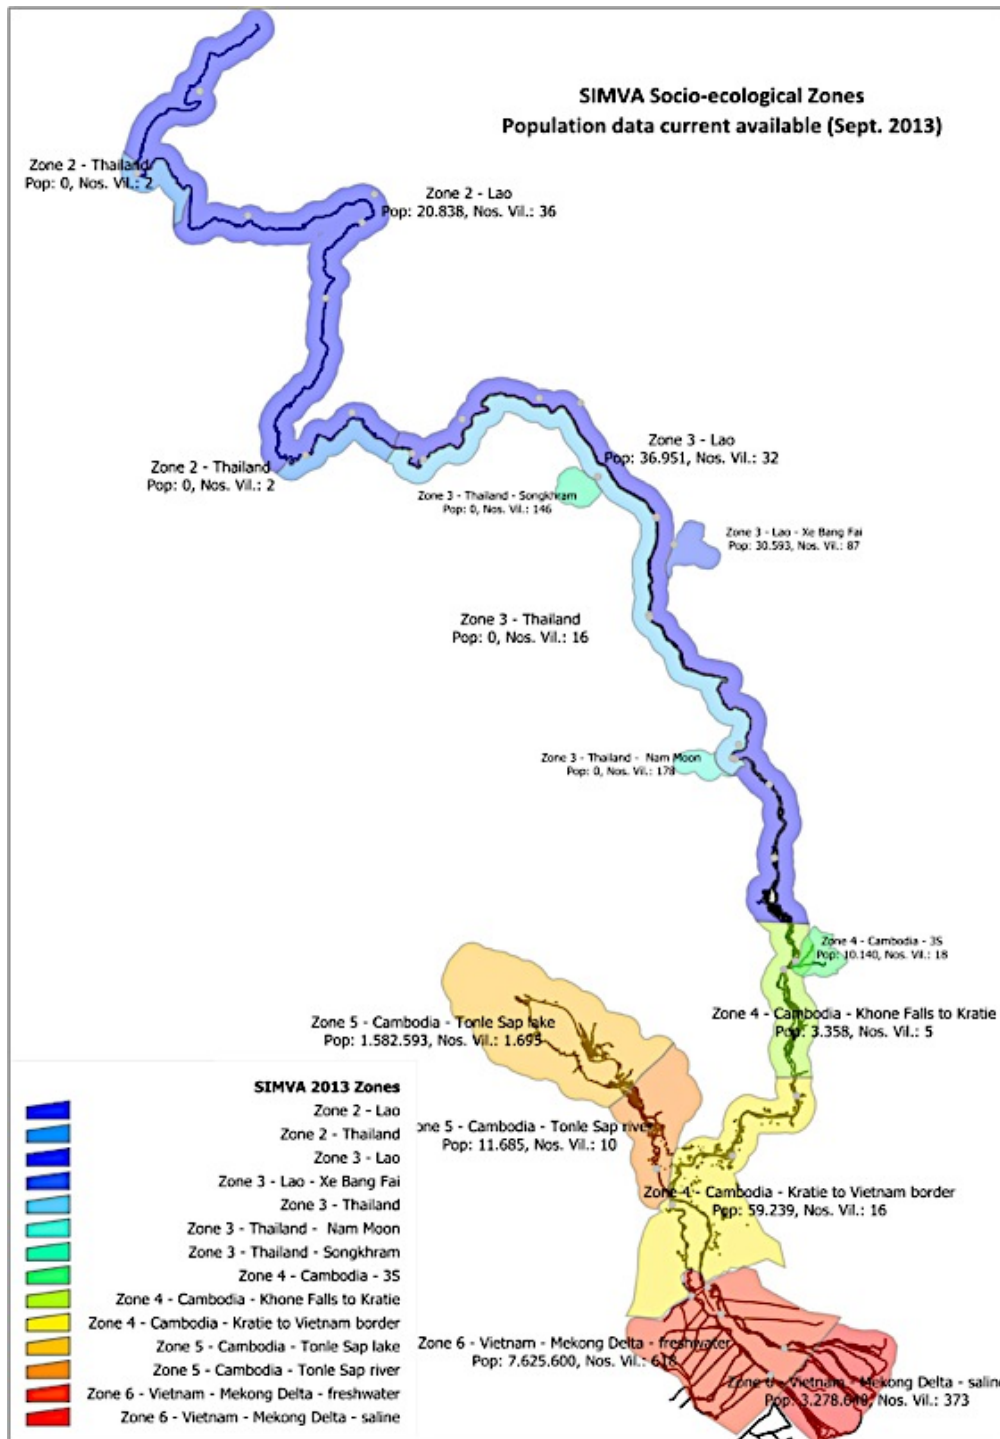 SIMVA Socio-ecological Zones
Population data current available (Sept. 2013)
Zone 2 - Thailand
Pop: 0, Nos. Vil.: 2
Zone 2 - Lao
Pop: 20.838, Nos. Vil.: 36
Zone 2 - Thailand
Pop: 0, Nos. Vil.: 2
Zone 3 - Lao
Pop: 36.951, Nos. Vil.: 32
Zone 3 - Thailand - Songkhram
Pop: 0, Nos. Vil.: 146
Zone 3 - Lao - Xe Bang Fai
Pop: 30.593, Nos. Vil.: 87
Zone 3 - Thailand
Pop: 0, Nos. Vil.: 16
Zone 3 - Thailand - Nam Moon
Pop: 0, Nos. Vil.: 178
Zone 4 - Cambodia - 3S
Pop: 10.140, Nos. Vil.: 18
Zone 4 - Cambodia - Khone Falls to Kratie
Pop: 3.358, Nos. Vil.: 5
Zone 5 - Cambodia - Tonle Sap lake
Pop: 1.582.593, Nos. Vil.: 1.695
Zone 5 - Cambodia - Tonle Sap river
Pop: 11.685, Nos. Vil.: 10
Zone 4 - Cambodia - Kratie to Vietnam border
Pop: 59.239, Nos. Vil.: 16
Zone 6 - Vietnam - Mekong Delta - freshwater
Pop: 7.625.600, Nos. Vil.: 618
Zone 6 - Vietnam - Mekong Delta - saline
Pop: Nos. Vil.: 373
SIMVA 2013 Zones
Zone 2 - Lao
Zone 2 - Thailand
Zone 3 - Lao
Zone 3 - Lao - Xe Bang Fai
Zone 3 - Thailand
Zone 3 - Thailand - Nam Moon
Zone 3 - Thailand - Songkhram
Zone 4 - Cambodia - 3S
Zone 4 - Cambodia - Khone Falls to Kratie
Zone 4 - Cambodia - Kratie to Vietnam border
Zone 5 - Cambodia - Tonle Sap lake
Zone 5 - Cambodia - Tonle Sap river
Zone 6 - Vietnam - Mekong Delta - freshwater
Zone 6 - Vietnam - Mekong Delta - saline